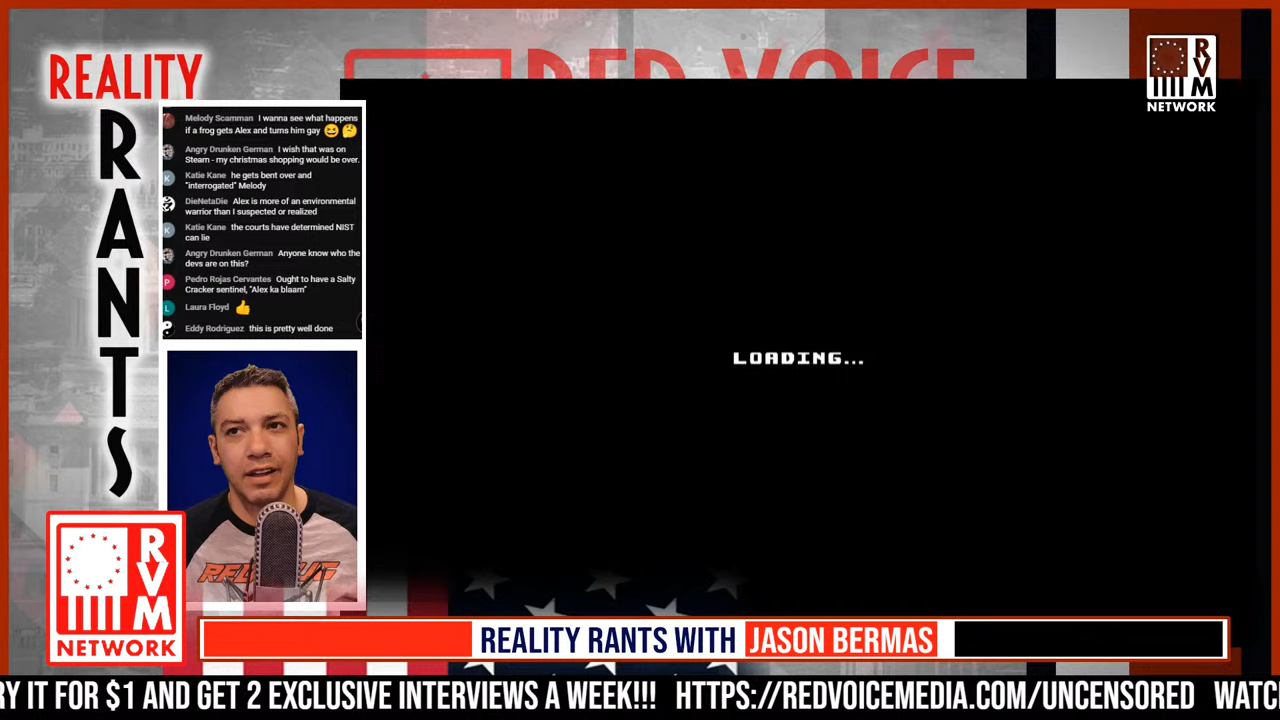 RED VOICE
REALITY
RANTS
RVM
NETWORK
Melody Scamman I wanna see what happens
if a frog gets Alex and turns him gay 😆 🤔
Angry Drunken German I wish that was on
Steam - my christmas shopping would be over.
Katie Kane he gets bent over and
"interrogated" Melody
DieNetaDie Alex is more of an environmental
warrior than I suspected or realized
Katie Kane the courts have determined NIST
can lie
Angry Drunken German Anyone know who the
devs are on this?
Pedro Rojas Cervantes Ought to have a Salty
Cracker sentinel, "Alex ka blaam"
Laura Floyd 👍
Eddy Rodriguez this is pretty well done
LOADING...
RVM
NETWORK
REALITY RANTS WITH JASON BERMAS
RY IT FOR $1 AND GET 2 EXCLUSIVE INTERVIEWS A WEEK!!! HTTPS://REDVOICEMEDIA.COM/UNCENSORED WATC